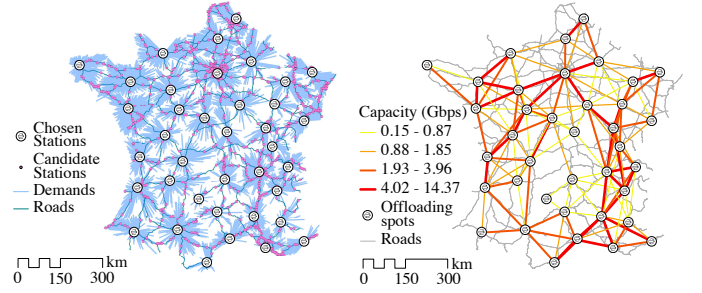 Chosen
Stations
Candidate
Stations
Demands
Roads
0 150 300
km
Capacity (Gbps)
0.15 - 0.87
0.88 - 1.85
1.93 - 3.96
4.02 - 14.37
Offloading
spots
Roads
0 150 300
km